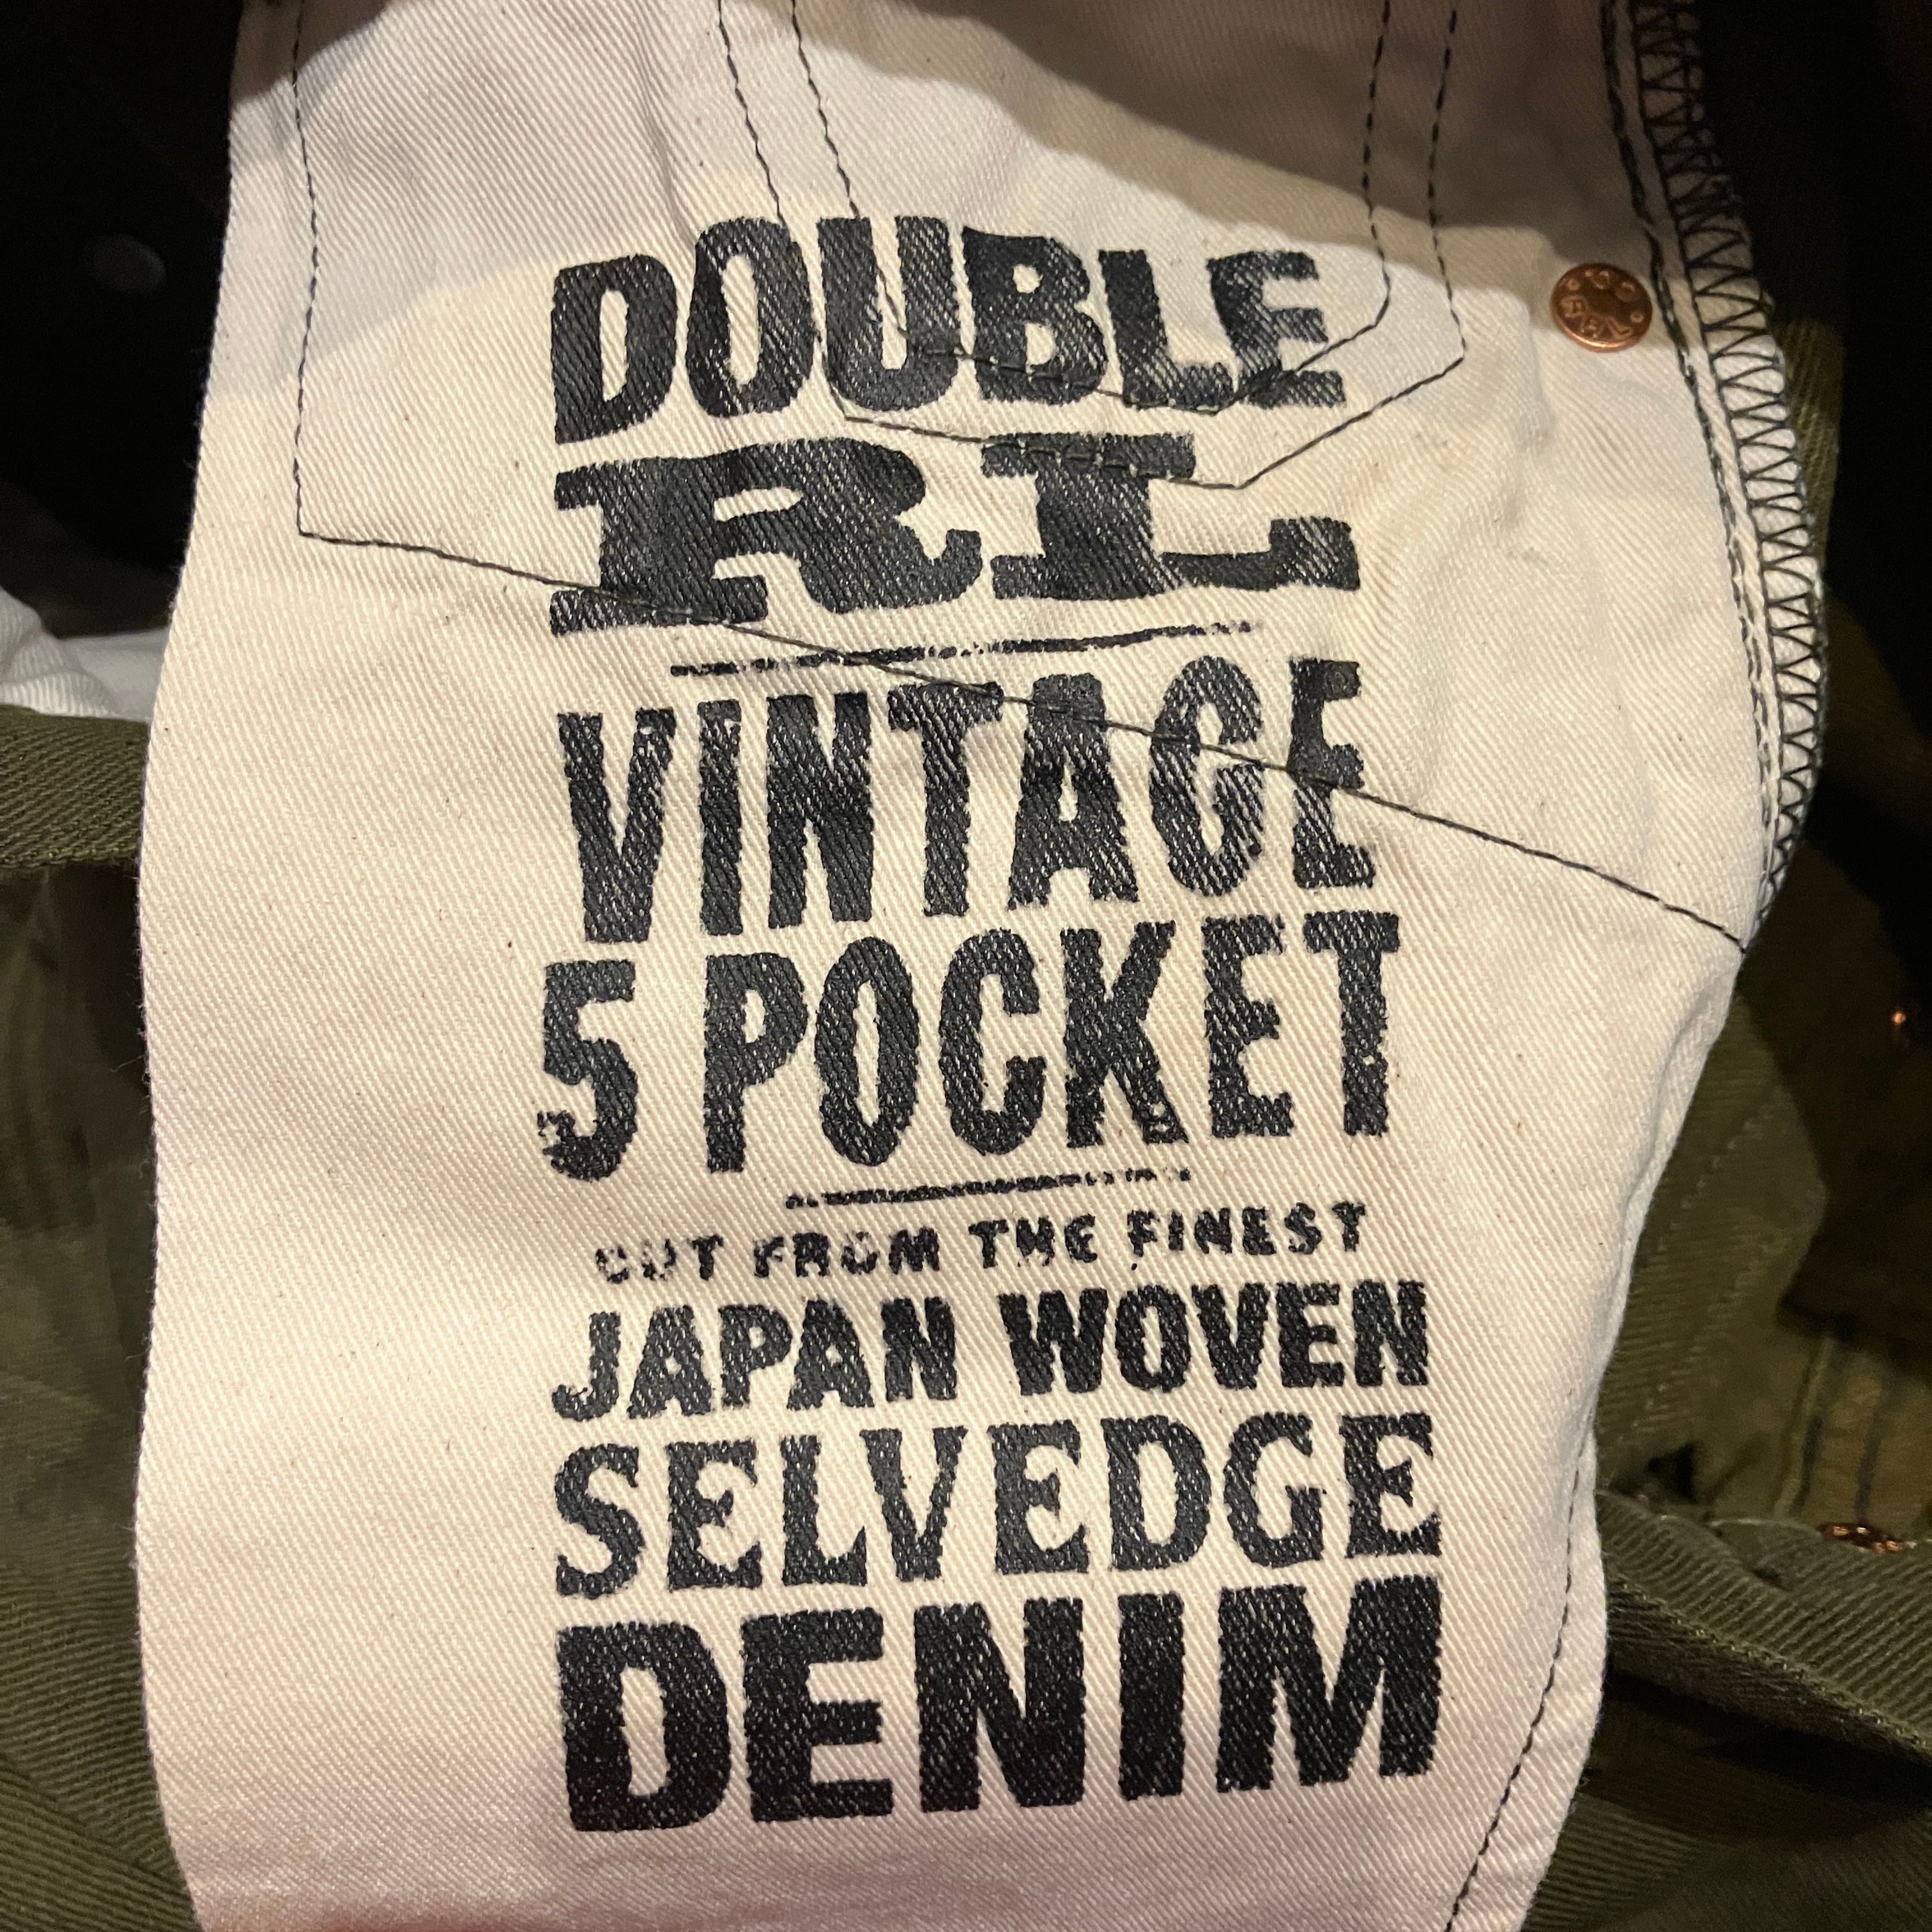 DOUBLE
RL
VINTAGE
5 POCKET
CUT FROM THE FINEST
JAPAN WOVEN
SELVEDGE
DENIM